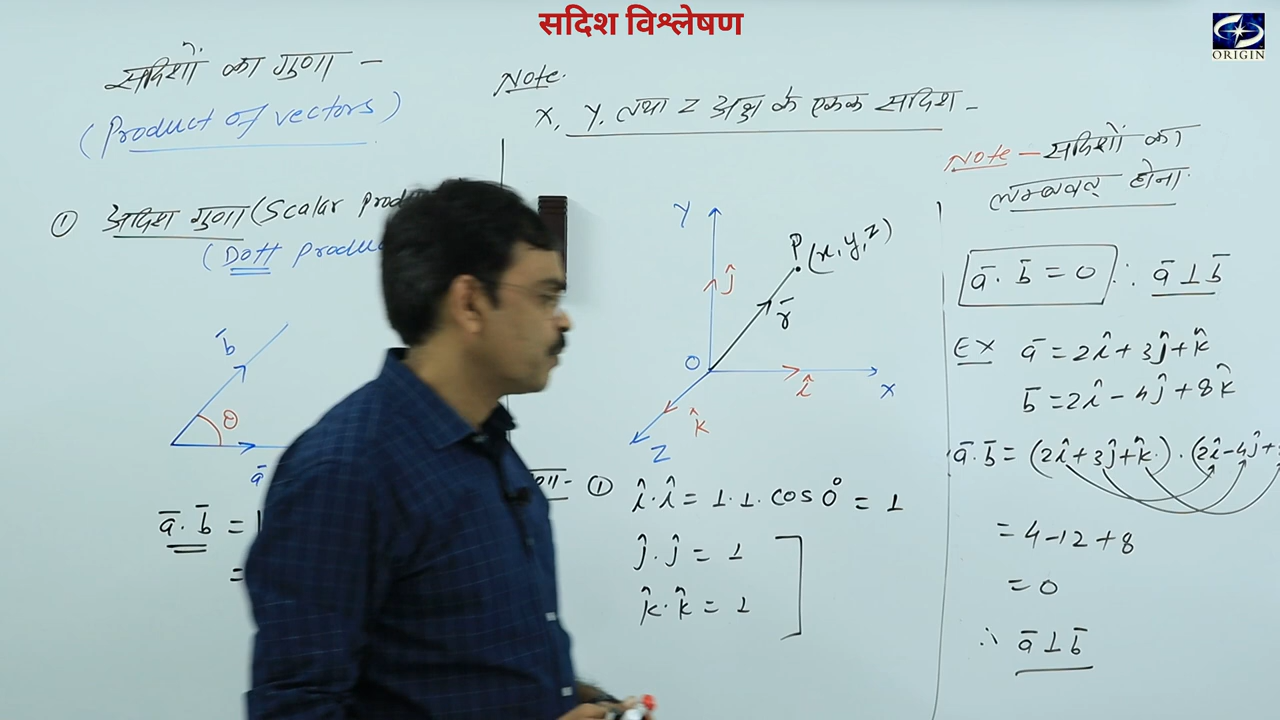 सदिश विश्लेषण
ORIGIN
सदिशों का गुणा -
(Product of vectors)
① अदिश गुणा (Scalar Produ
(Dott Produ
b̄
θ
ā
ā. b̄ =
=
Note.
X, Y, तथा Z अक्ष के एकक सदिश -
Y
ĵ
P(x,y,z)
r̄
O
î
X
k̂
Z
① î.î = 1.1. cos 0° = 1
ĵ.ĵ = 1
k̂.k̂ = 1
Note - सदिशों का
लम्बवत् होना
ā. b̄ = 0 ∴ ā ⊥ b̄
EX ā = 2î + 3ĵ + k̂
b̄ = 2î - 4ĵ + 8k̂
ā.b̄ = (2î + 3ĵ + k̂.) . (2î - 4ĵ +
= 4 - 12 + 8
= 0
∴ ā ⊥ b̄